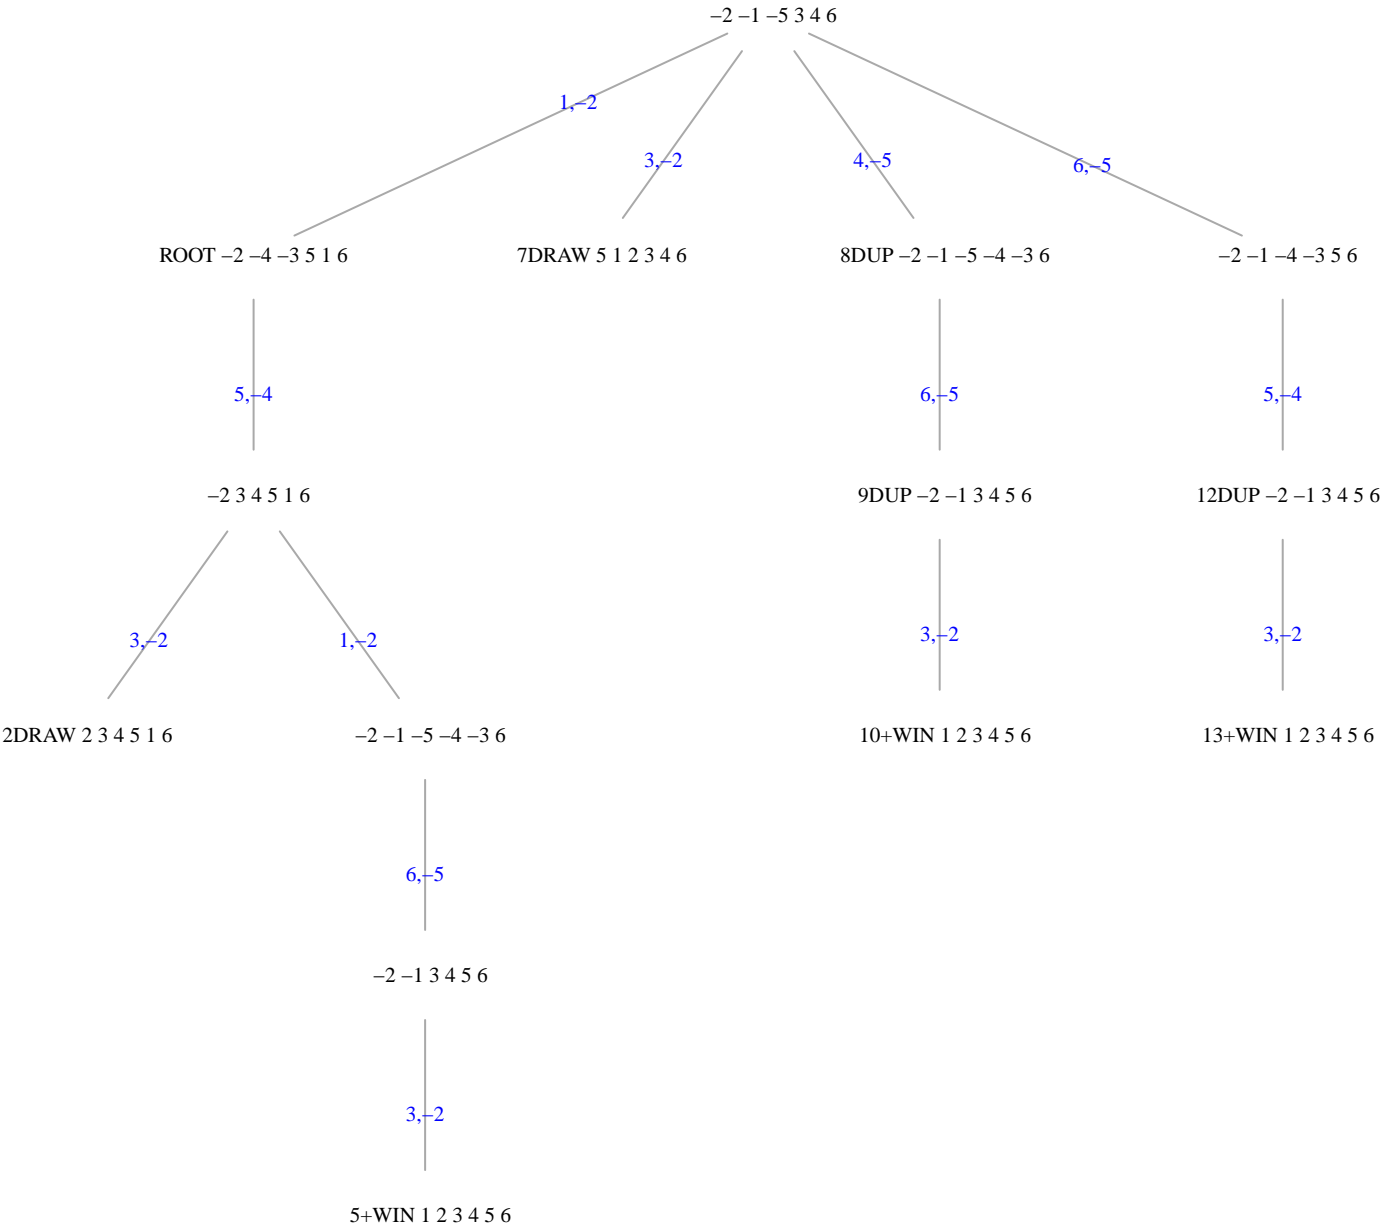 –2 –1 –5 3 4 6
1,–2
3,–2
4,–5
6,–5
ROOT –2 –4 –3 5 1 6
7DRAW 5 1 2 3 4 6
8DUP –2 –1 –5 –4 –3 6
–2 –1 –4 –3 5 6
5,–4
6,–5
5,–4
–2 3 4 5 1 6
9DUP –2 –1 3 4 5 6
12DUP –2 –1 3 4 5 6
3,–2
1,–2
3,–2
3,–2
2DRAW 2 3 4 5 1 6
–2 –1 –5 –4 –3 6
10+WIN 1 2 3 4 5 6
13+WIN 1 2 3 4 5 6
6,–5
–2 –1 3 4 5 6
3,–2
5+WIN 1 2 3 4 5 6